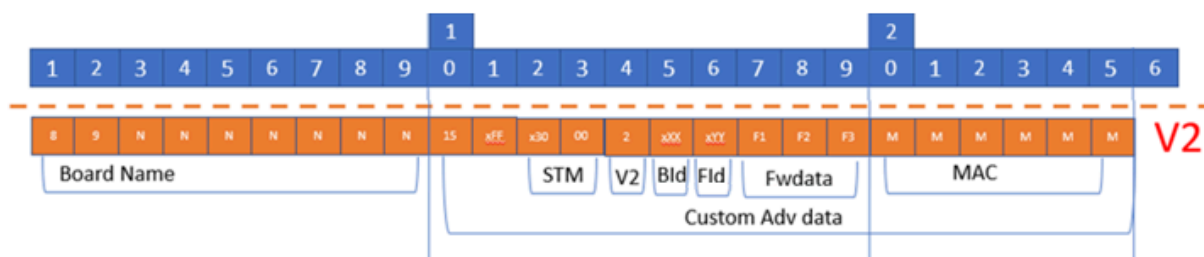 1 2
1 2 3 4 5 6 7 8 9 0 1 2 3 4 5 6 7 8 9 0 1 2 3 4 5 6
8 9 N N N N N N N 15 xFF x30 00 2 xXX xYY F1 F2 F3 M M M M M M V2
Board Name STM V2 BId FId Fwdata MAC
Custom Adv data